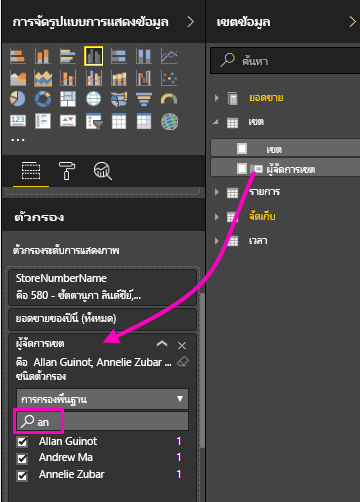 การจัดรูปแบบการแสดงข้อมูล
เขตข้อมูล
ค้นหา
ยอดขาย
เขต
เขต
ผู้จัดการเขต
รายการ
จัดเก็บ
เวลา
ตัวกรอง
ตัวกรองระดับการแสดงภาพ
StoreNumberName
คือ 580 - ชัตตานูกา ลินด์ซีย์,...
ยอดขายของปีนี้ (ทั้งหมด)
ผู้จัดการเขต
คือ Allan Guinot, Annelie Zubar ...
ชนิดตัวกรอง
การกรองพื้นฐาน
an
Allan Guinot 1
Andrew Ma 1
Annelie Zubar 1